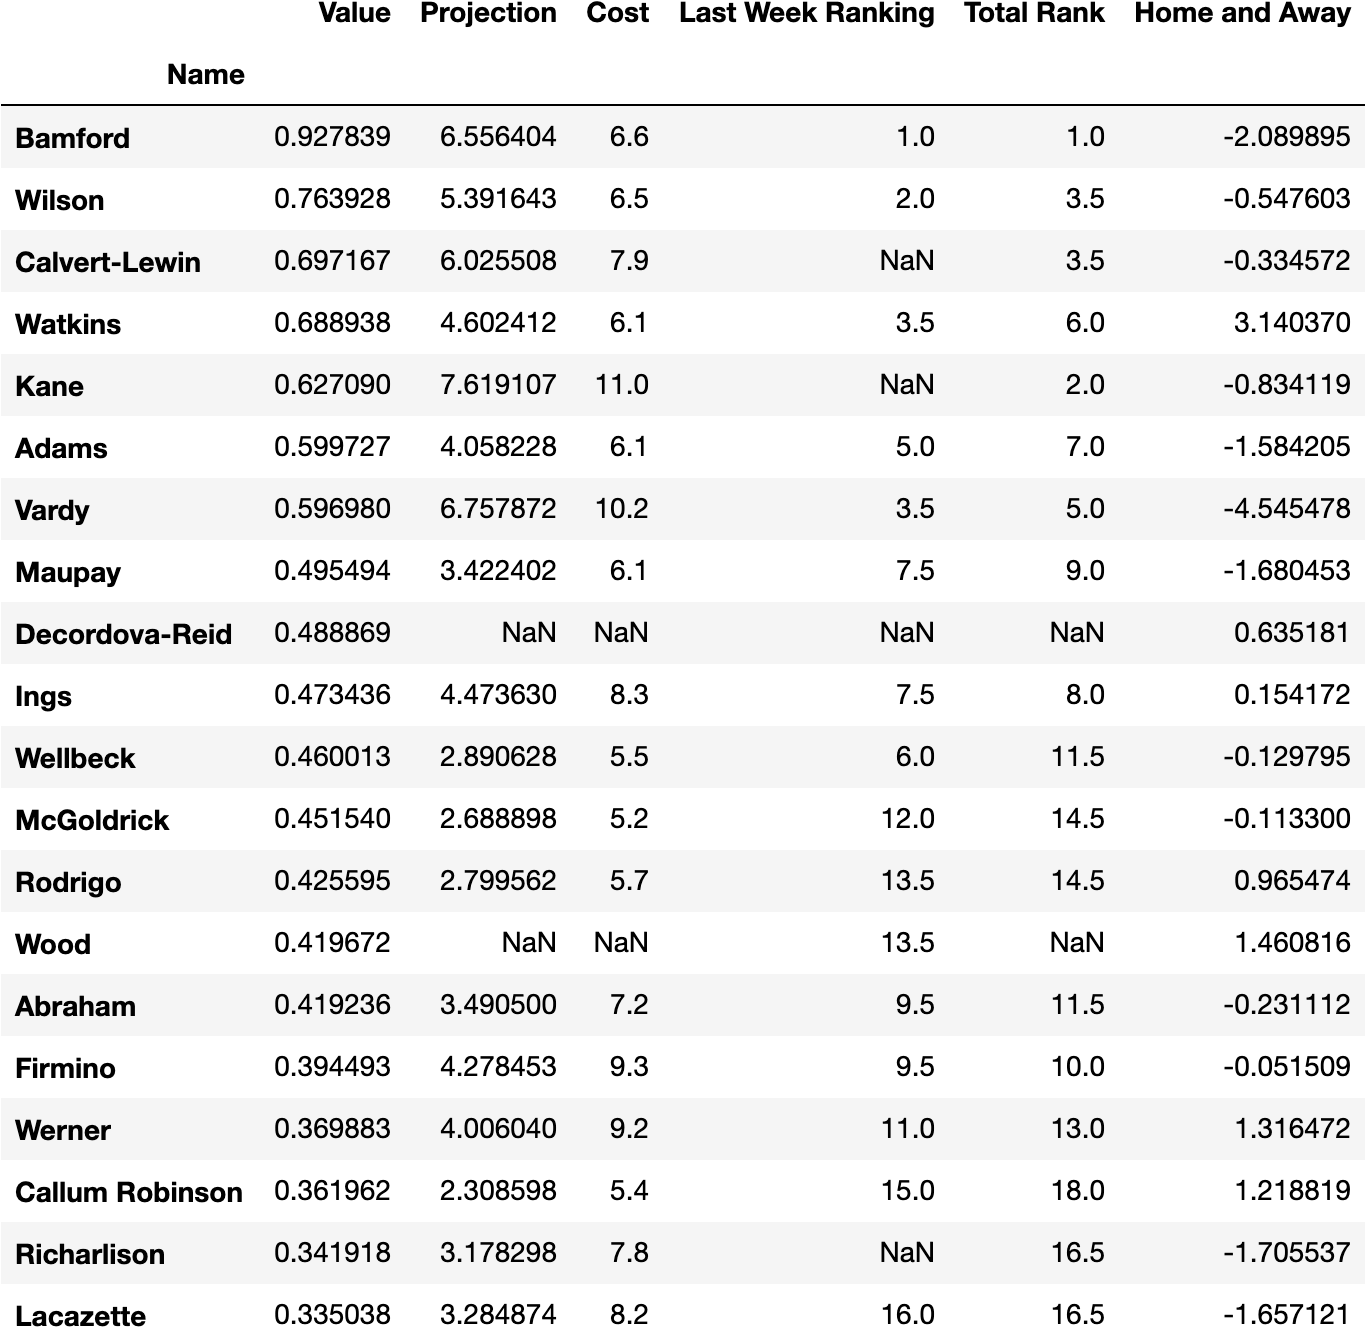 Value Projection Cost Last Week Ranking Total Rank Home and Away
Name
Bamford 0.927839 6.556404 6.6 1.0 1.0 -2.089895
Wilson 0.763928 5.391643 6.5 2.0 3.5 -0.547603
Calvert-Lewin 0.697167 6.025508 7.9 NaN 3.5 -0.334572
Watkins 0.688938 4.602412 6.1 3.5 6.0 3.140370
Kane 0.627090 7.619107 11.0 NaN 2.0 -0.834119
Adams 0.599727 4.058228 6.1 5.0 7.0 -1.584205
Vardy 0.596980 6.757872 10.2 3.5 5.0 -4.545478
Maupay 0.495494 3.422402 6.1 7.5 9.0 -1.680453
Decordova-Reid 0.488869 NaN NaN NaN NaN 0.635181
Ings 0.473436 4.473630 8.3 7.5 8.0 0.154172
Wellbeck 0.460013 2.890628 5.5 6.0 11.5 -0.129795
McGoldrick 0.451540 2.688898 5.2 12.0 14.5 -0.113300
Rodrigo 0.425595 2.799562 5.7 13.5 14.5 0.965474
Wood 0.419672 NaN NaN 13.5 NaN 1.460816
Abraham 0.419236 3.490500 7.2 9.5 11.5 -0.231112
Firmino 0.394493 4.278453 9.3 9.5 10.0 -0.051509
Werner 0.369883 4.006040 9.2 11.0 13.0 1.316472
Callum Robinson 0.361962 2.308598 5.4 15.0 18.0 1.218819
Richarlison 0.341918 3.178298 7.8 NaN 16.5 -1.705537
Lacazette 0.335038 3.284874 8.2 16.0 16.5 -1.657121